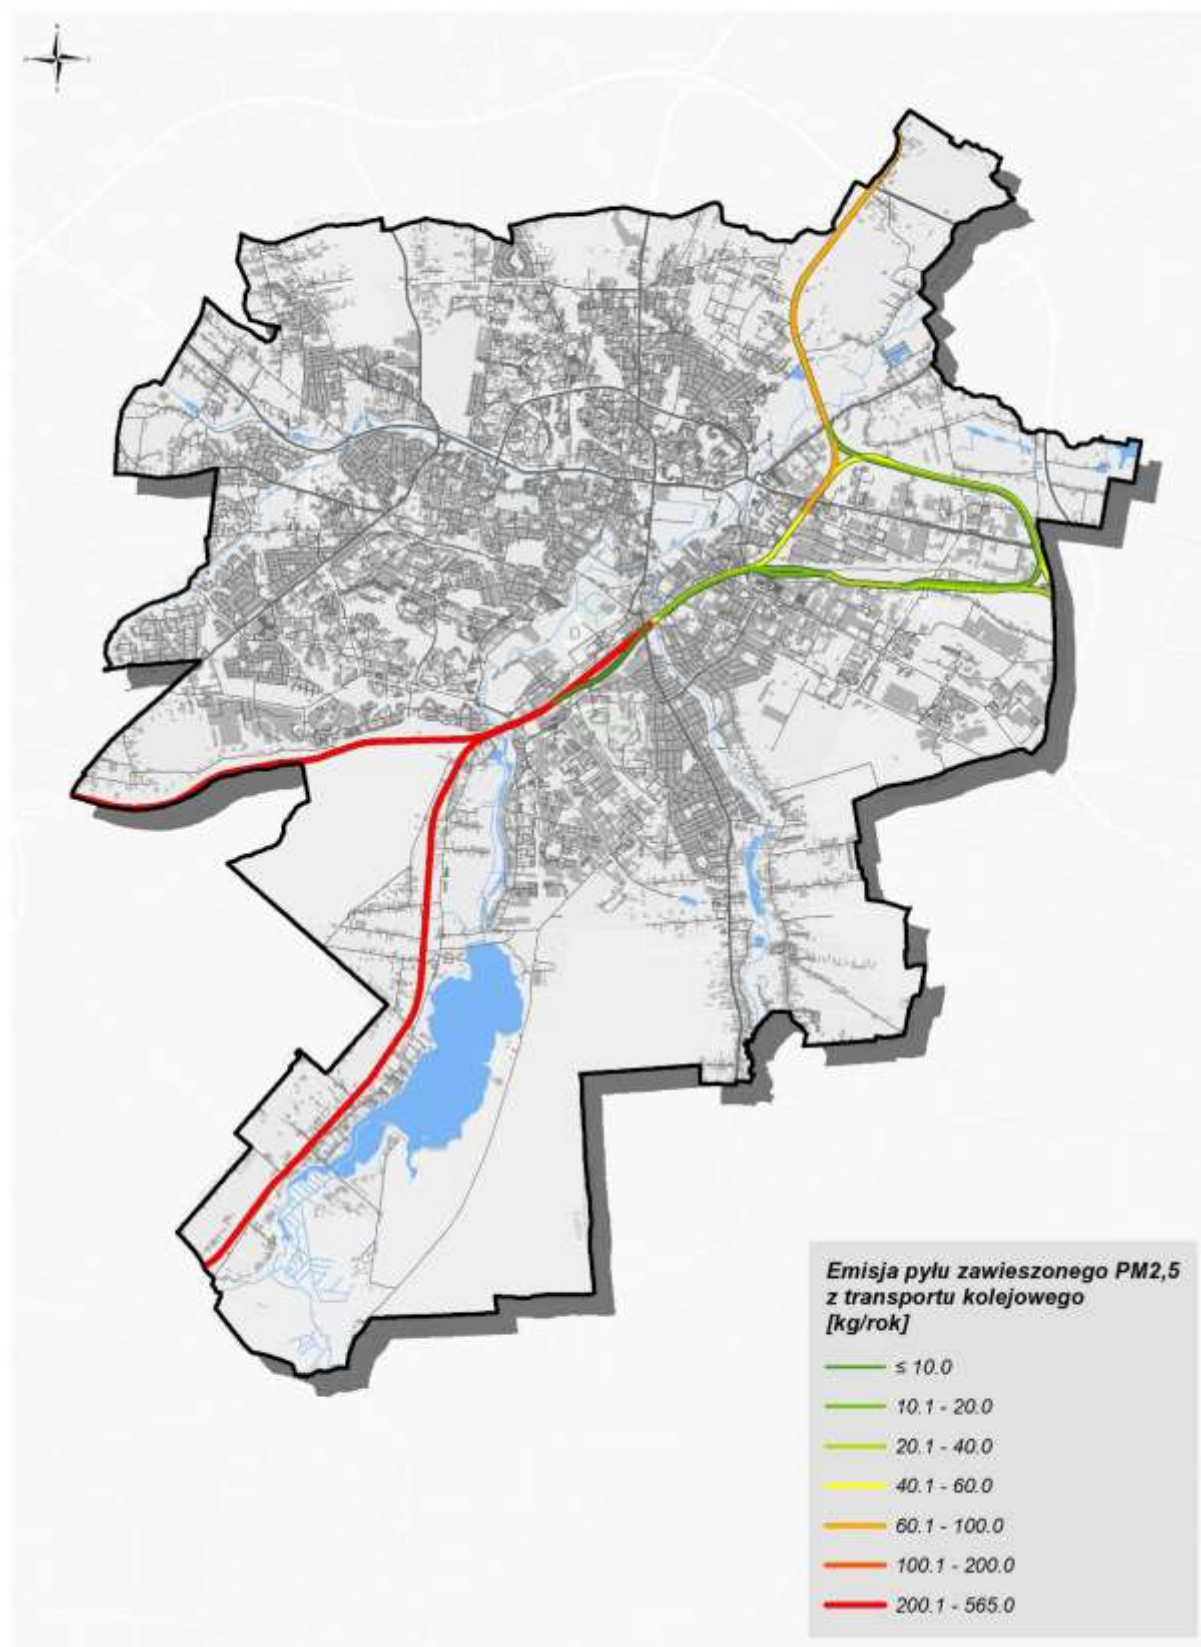 Emisja pyłu zawieszonego PM2,5
z transportu kolejowego
[kg/rok]
≤ 10.0
10.1 - 20.0
20.1 - 40.0
40.1 - 60.0
60.1 - 100.0
100.1 - 200.0
200.1 - 565.0